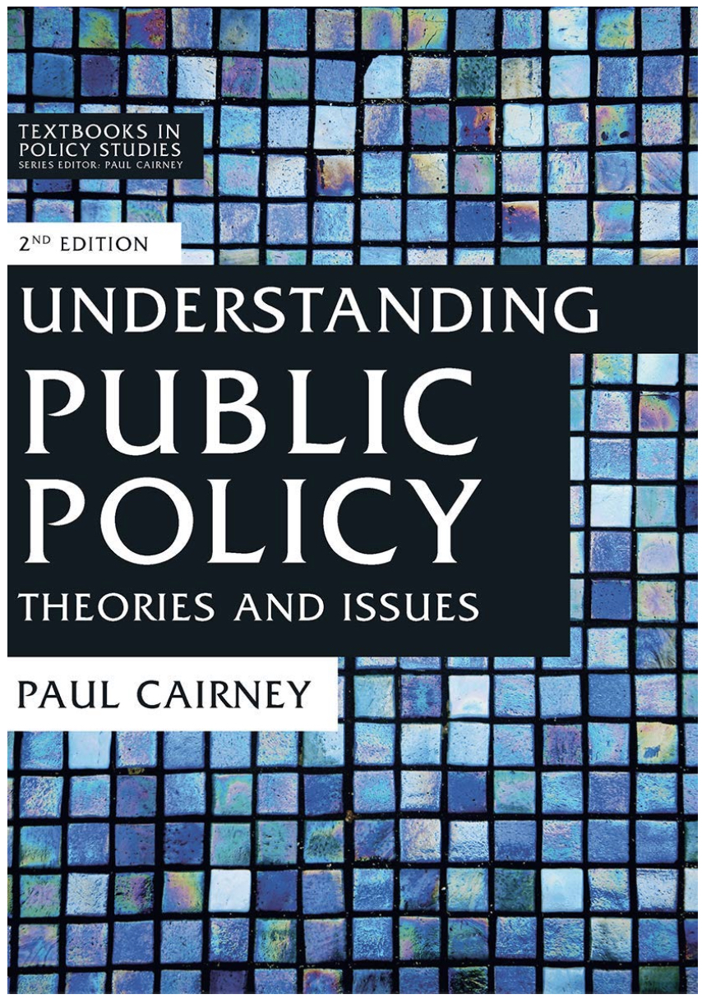 TEXTBOOKS IN
POLICY STUDIES
SERIES EDITOR: PAUL CAIRNEY
2ND EDITION
UNDERSTANDING
PUBLIC
POLICY
THEORIES AND ISSUES
PAUL CAIRNEY